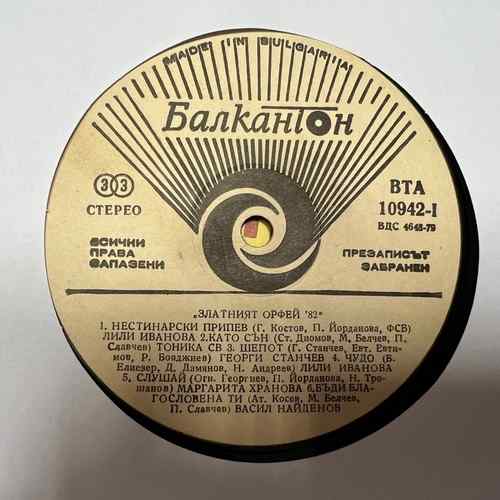 MADE IN BULGARIA
Балкантон
33
СТЕРЕО
ВСИЧКИ
ПРАВА
ЗАПАЗЕНИ
ВТА
10942-I
БДС 4648-79
ПРЕЗАПИСЪТ
ЗАБРАНЕН
„ЗЛАТНИЯТ ОРФЕЙ '82“
1. НЕСТИНАРСКИ ПРИПЕВ (Г. Костов, П. Йорданова, ФСБ)
ЛИЛИ ИВАНОВА 2.КАТО СЪН (Ст. Диомов, М. Белчев, П.
Славчев) ТОНИКА СВ 3. ШЕПОТ (Г. Станчев, Евт. Евти-
мов, Р. Бояджиев) ГЕОРГИ СТАНЧЕВ 4. ЧУДО (Б.
Елиезер, Д. Дамянов, Н. Андреев) ЛИЛИ ИВАНОВА
5. СЛУШАЙ (Огн. Георгиев, П. Йорданова, Н. Тро-
шанов) МАРГАРИТА ХРАНОВА 6.БЪДИ БЛА-
ГОСЛОВЕНА ТИ (Ат. Косев, М. Белчев,
П. Славчев) ВАСИЛ НАЙДЕНОВ